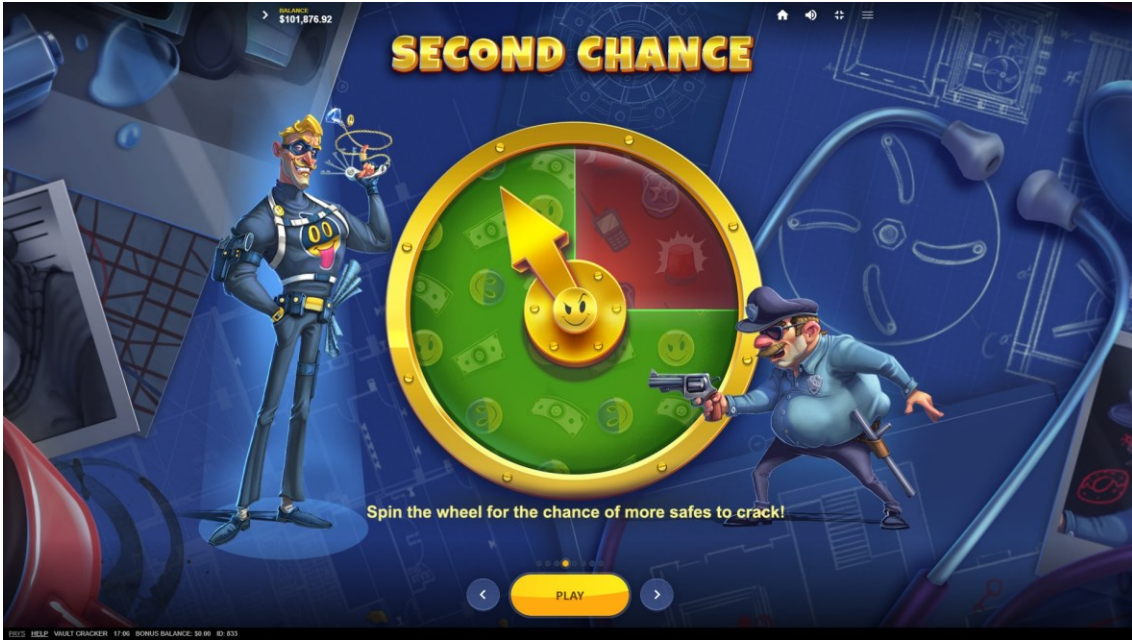 BALANCE
$101,876.92
SECOND CHANCE
Spin the wheel for the chance of more safes to crack!
PLAY
PAYS HELP VAULT CRACKER 17:06 BONUS BALANCE: $0.00 ID: 833